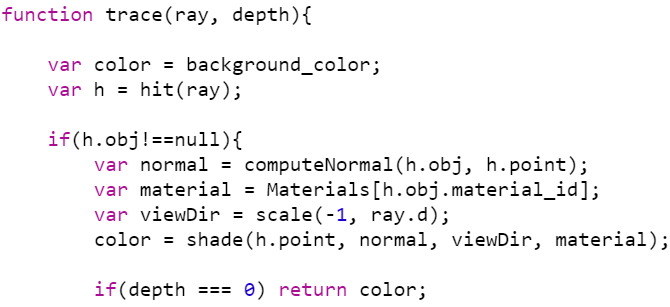 function trace(ray, depth){
var color = background_color;
var h = hit(ray);
if(h.obj!==null){
var normal = computeNormal(h.obj, h.point);
var material = Materials[h.obj.material_id];
var viewDir = scale(-1, ray.d);
color = shade(h.point, normal, viewDir, material);
if(depth === 0) return color;